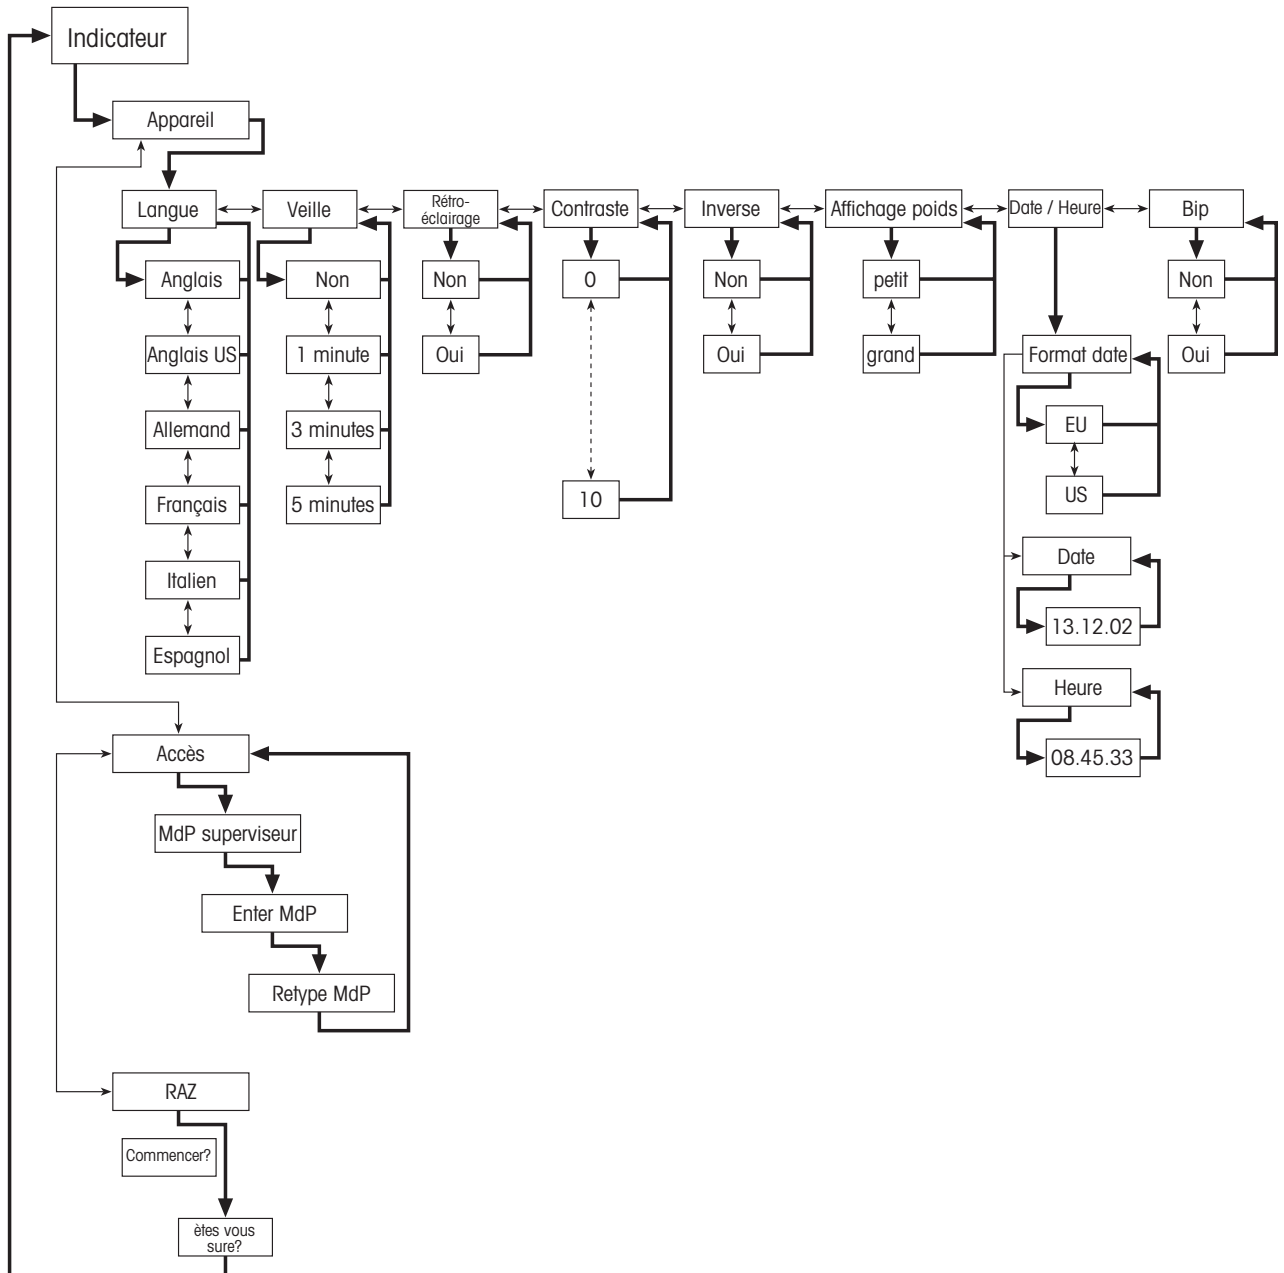 Indicateur
Appareil
Langue
Veille
Rétro-
éclairage
Contraste
Inverse
Affichage poids
Date / Heure
Bip
Anglais
Non
Non
0
Non
petit
Non
Anglais US
1 minute
Oui
Oui
grand
Format date
Oui
Allemand
3 minutes
EU
Français
5 minutes
10
US
Date
Italien
13.12.02
Espagnol
Heure
Accès
08.45.33
MdP superviseur
Enter MdP
Retype MdP
RAZ
Commencer?
ètes vous
sure?